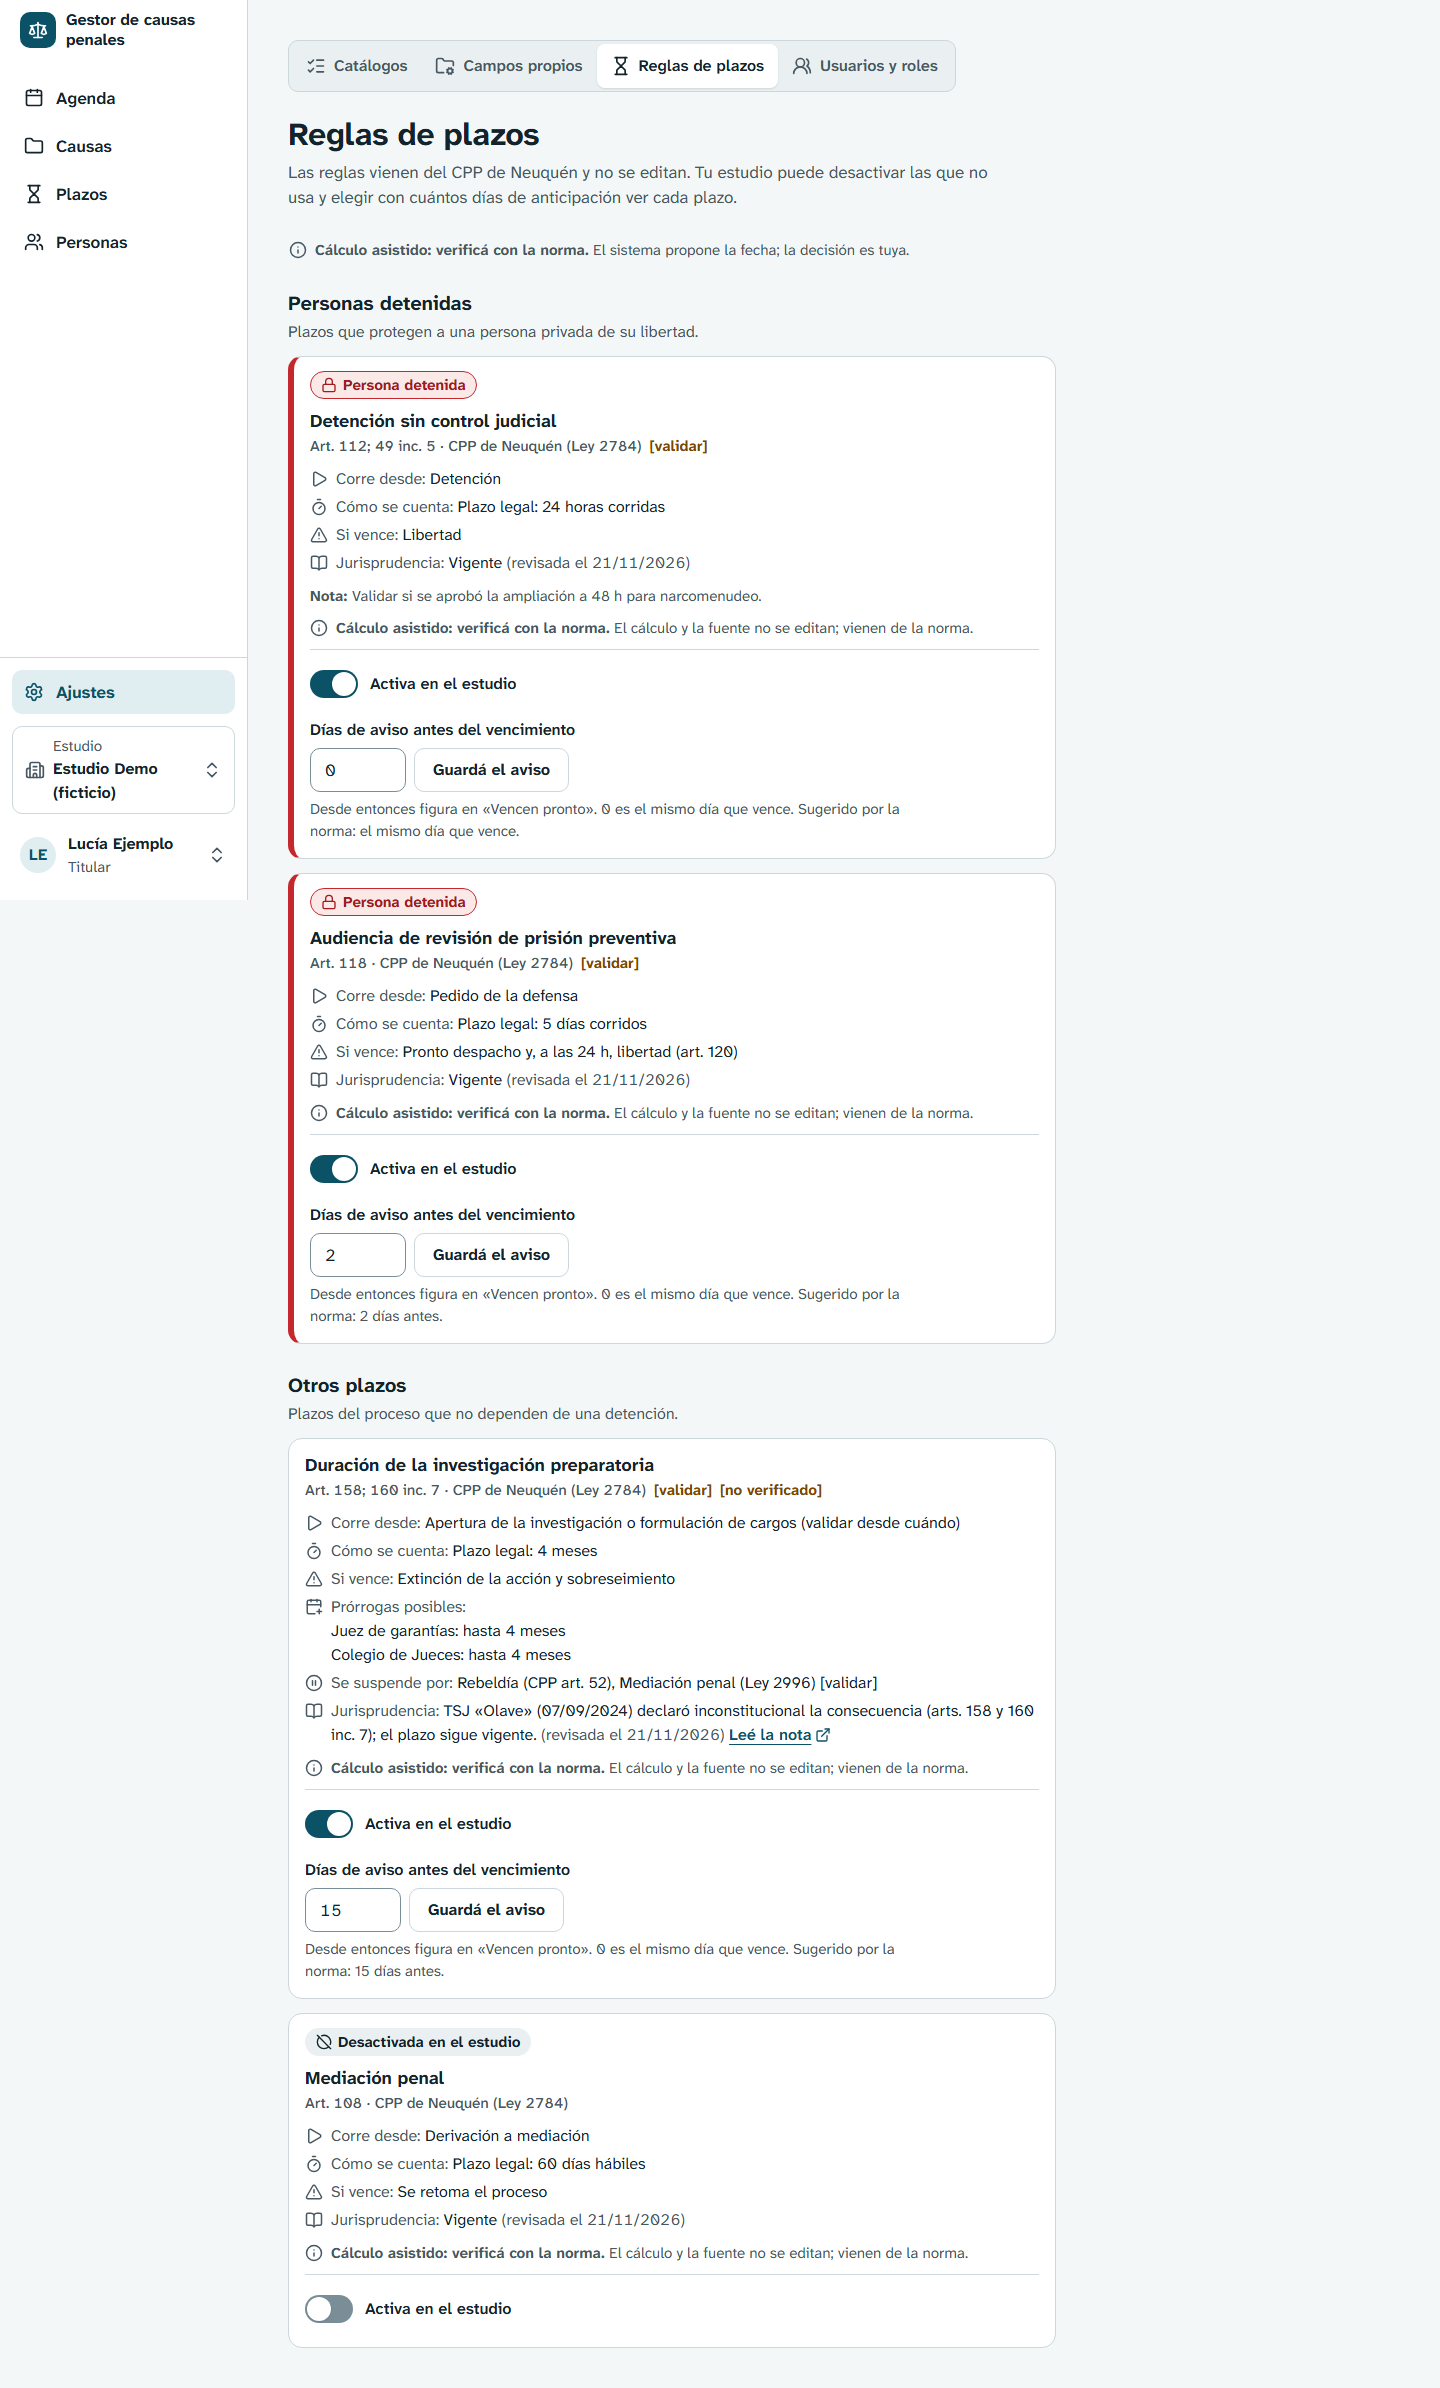 Gestor de causas
penales
Agenda
Causas
Plazos
Personas
Ajustes
Estudio
Estudio Demo
(ficticio)
LE
Lucía Ejemplo
Titular
Catálogos
Campos propios
Reglas de plazos
Usuarios y roles
Reglas de plazos
Las reglas vienen del CPP de Neuquén y no se editan. Tu estudio puede desactivar las que no
usa y elegir con cuántos días de anticipación ver cada plazo.
Cálculo asistido: verificá con la norma. El sistema propone la fecha; la decisión es tuya.
Personas detenidas
Plazos que protegen a una persona privada de su libertad.
Persona detenida
Detención sin control judicial
Art. 112; 49 inc. 5 · CPP de Neuquén (Ley 2784) [validar]
Corre desde: Detención
Cómo se cuenta: Plazo legal: 24 horas corridas
Si vence: Libertad
Jurisprudencia: Vigente (revisada el 21/11/2026)
Nota: Validar si se aprobó la ampliación a 48 h para narcomenudeo.
Cálculo asistido: verificá con la norma. El cálculo y la fuente no se editan; vienen de la norma.
Activa en el estudio
Días de aviso antes del vencimiento
0
Guardá el aviso
Desde entonces figura en «Vencen pronto». 0 es el mismo día que vence. Sugerido por la
norma: el mismo día que vence.
Persona detenida
Audiencia de revisión de prisión preventiva
Art. 118 · CPP de Neuquén (Ley 2784) [validar]
Corre desde: Pedido de la defensa
Cómo se cuenta: Plazo legal: 5 días corridos
Si vence: Pronto despacho y, a las 24 h, libertad (art. 120)
Jurisprudencia: Vigente (revisada el 21/11/2026)
Cálculo asistido: verificá con la norma. El cálculo y la fuente no se editan; vienen de la norma.
Activa en el estudio
Días de aviso antes del vencimiento
2
Guardá el aviso
Desde entonces figura en «Vencen pronto». 0 es el mismo día que vence. Sugerido por la
norma: 2 días antes.
Otros plazos
Plazos del proceso que no dependen de una detención.
Duración de la investigación preparatoria
Art. 158; 160 inc. 7 · CPP de Neuquén (Ley 2784) [validar] [no verificado]
Corre desde: Apertura de la investigación o formulación de cargos (validar desde cuándo)
Cómo se cuenta: Plazo legal: 4 meses
Si vence: Extinción de la acción y sobreseimiento
Prórrogas posibles:
Juez de garantías: hasta 4 meses
Colegio de Jueces: hasta 4 meses
Se suspende por: Rebeldía (CPP art. 52), Mediación penal (Ley 2996) [validar]
Jurisprudencia: TSJ «Olave» (07/09/2024) declaró inconstitucional la consecuencia (arts. 158 y 160
inc. 7); el plazo sigue vigente. (revisada el 21/11/2026) Leé la nota
Cálculo asistido: verificá con la norma. El cálculo y la fuente no se editan; vienen de la norma.
Activa en el estudio
Días de aviso antes del vencimiento
15
Guardá el aviso
Desde entonces figura en «Vencen pronto». 0 es el mismo día que vence. Sugerido por la
norma: 15 días antes.
Desactivada en el estudio
Mediación penal
Art. 108 · CPP de Neuquén (Ley 2784)
Corre desde: Derivación a mediación
Cómo se cuenta: Plazo legal: 60 días hábiles
Si vence: Se retoma el proceso
Jurisprudencia: Vigente (revisada el 21/11/2026)
Cálculo asistido: verificá con la norma. El cálculo y la fuente no se editan; vienen de la norma.
Activa en el estudio